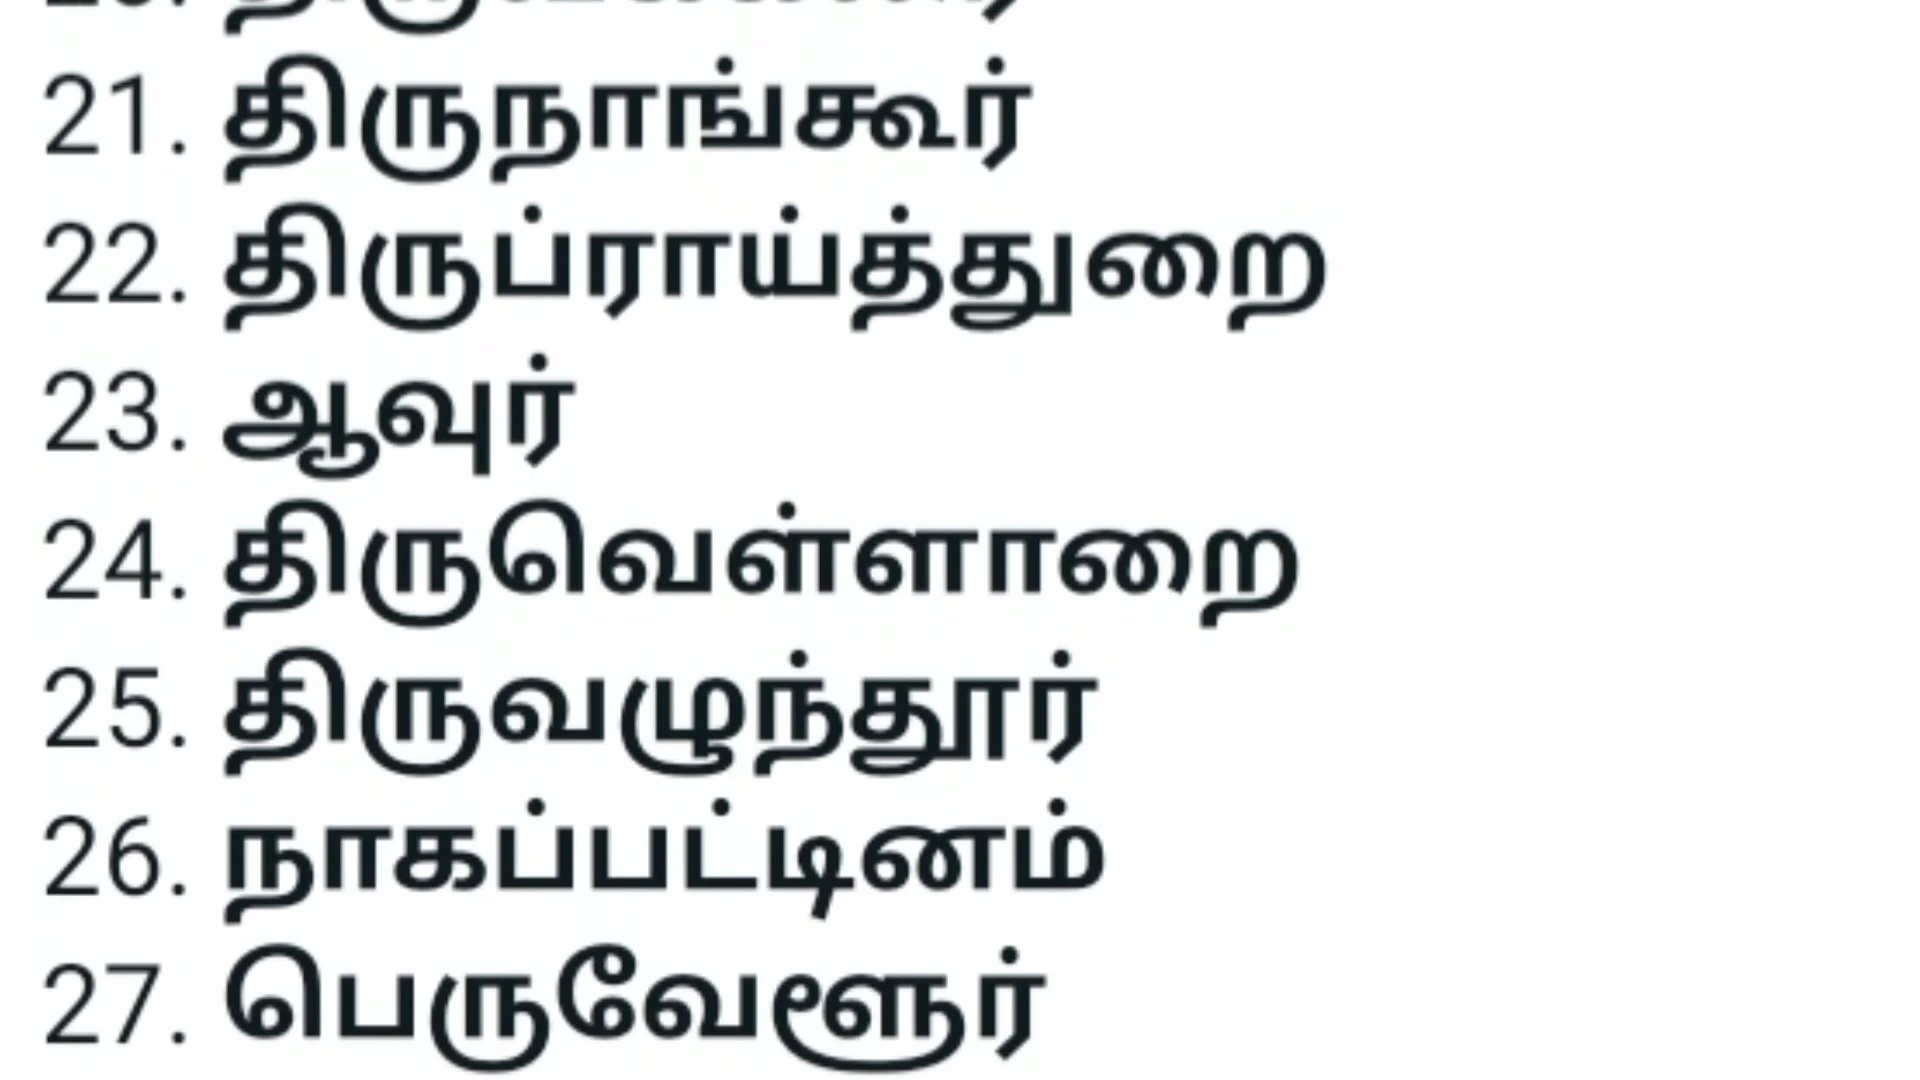 21. திருநாங்கூர்
22. திருப்ராய்த்துறை
23. ஆவுர்
24. திருவெள்ளாறை
25. திருவழுந்தூர்
26. நாகப்பட்டினம்
27. பெருவேளூர்